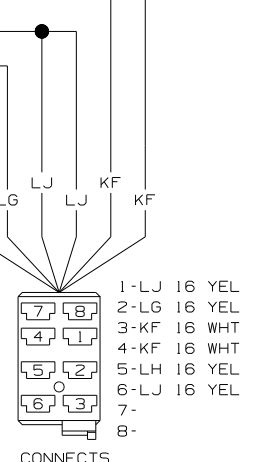 LJ
KF
LG
LJ
KF
7 8
4 1
5 2
6 3
1-LJ 16 YEL
2-LG 16 YEL
3-KF 16 WHT
4-KF 16 WHT
5-LH 16 YEL
6-LJ 16 YEL
7-
8-
CONNECTS